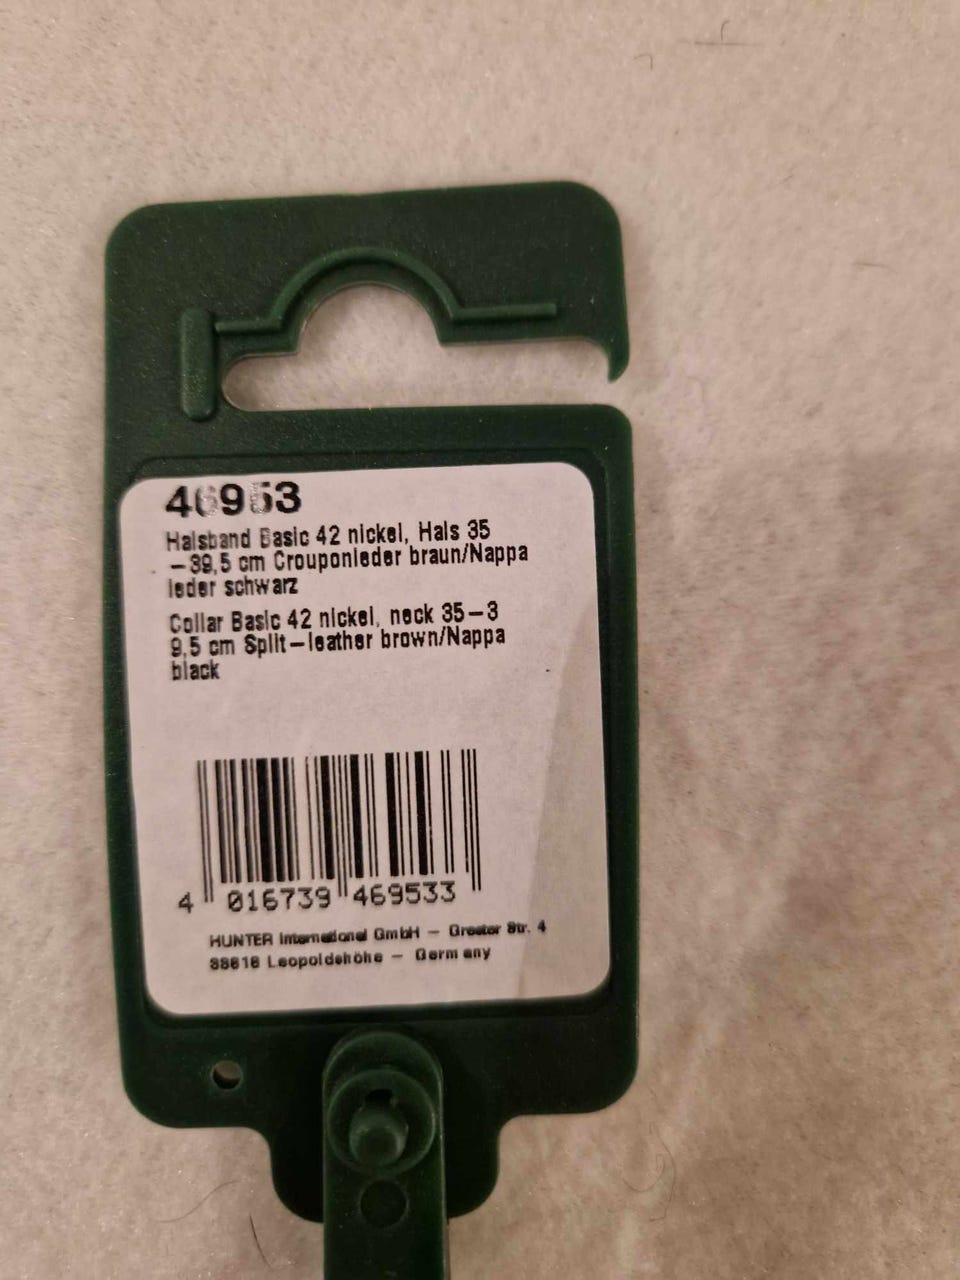 46953
Halsband Basic 42 nickel, Hals 35
-39,5 cm Crouponleder braun/Nappa
leder schwarz
Collar Basic 42 nickel, neck 35-3
9,5 cm Split-leather brown/Nappa
black
4 016739 469533
HUNTER International GmbH - Grester Str. 4
33818 Leopoldshöhe - Germany